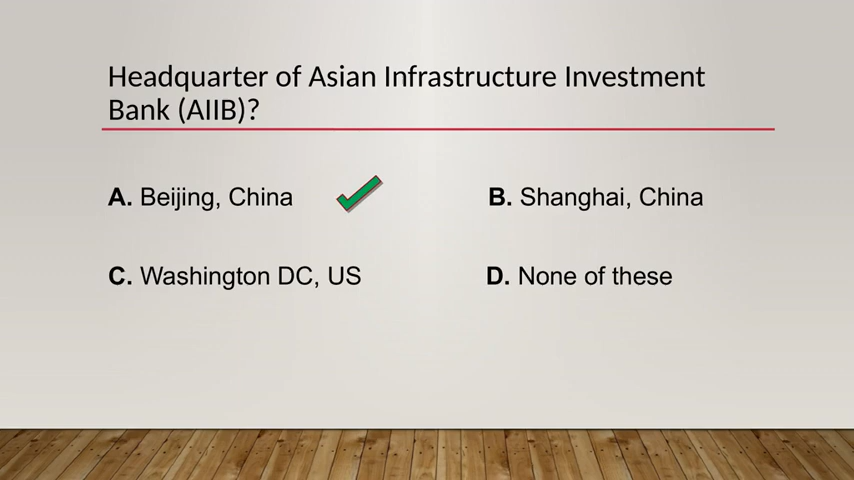 Headquarter of Asian Infrastructure Investment
Bank (AIIB)?
A. Beijing, China
B. Shanghai, China
C. Washington DC, US
D. None of these